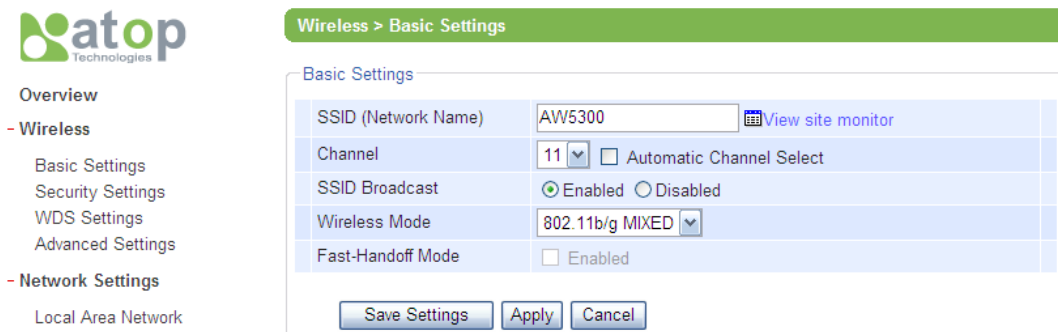 atop
Technologies
Overview
- Wireless
Basic Settings
Security Settings
WDS Settings
Advanced Settings
- Network Settings
Local Area Network
Wireless > Basic Settings
Basic Settings
SSID (Network Name) AW5300 View site monitor
Channel 11 Automatic Channel Select
SSID Broadcast Enabled Disabled
Wireless Mode 802.11b/g MIXED
Fast-Handoff Mode Enabled
Save Settings Apply Cancel